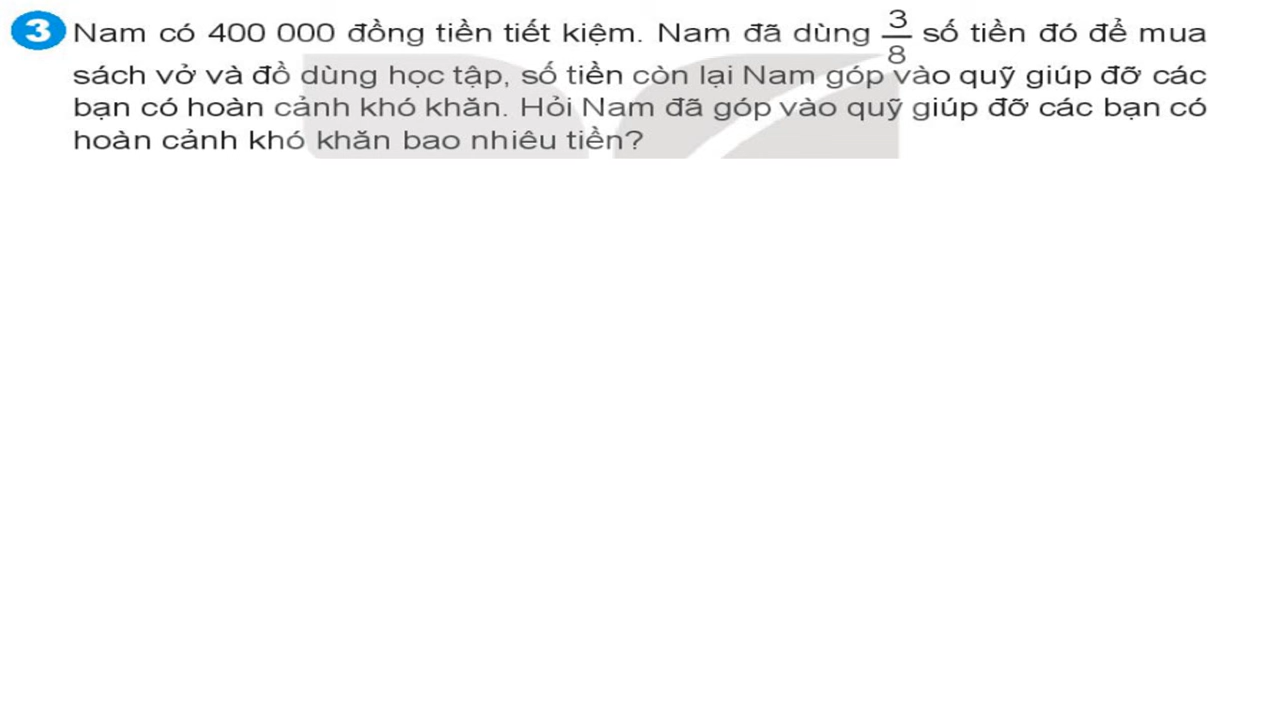 3 Nam có 400 000 đồng tiền tiết kiệm. Nam đã dùng 3/8 số tiền đó để mua
sách vở và đồ dùng học tập, số tiền còn lại Nam góp vào quỹ giúp đỡ các
bạn có hoàn cảnh khó khăn. Hỏi Nam đã góp vào quỹ giúp đỡ các bạn có
hoàn cảnh khó khăn bao nhiêu tiền?